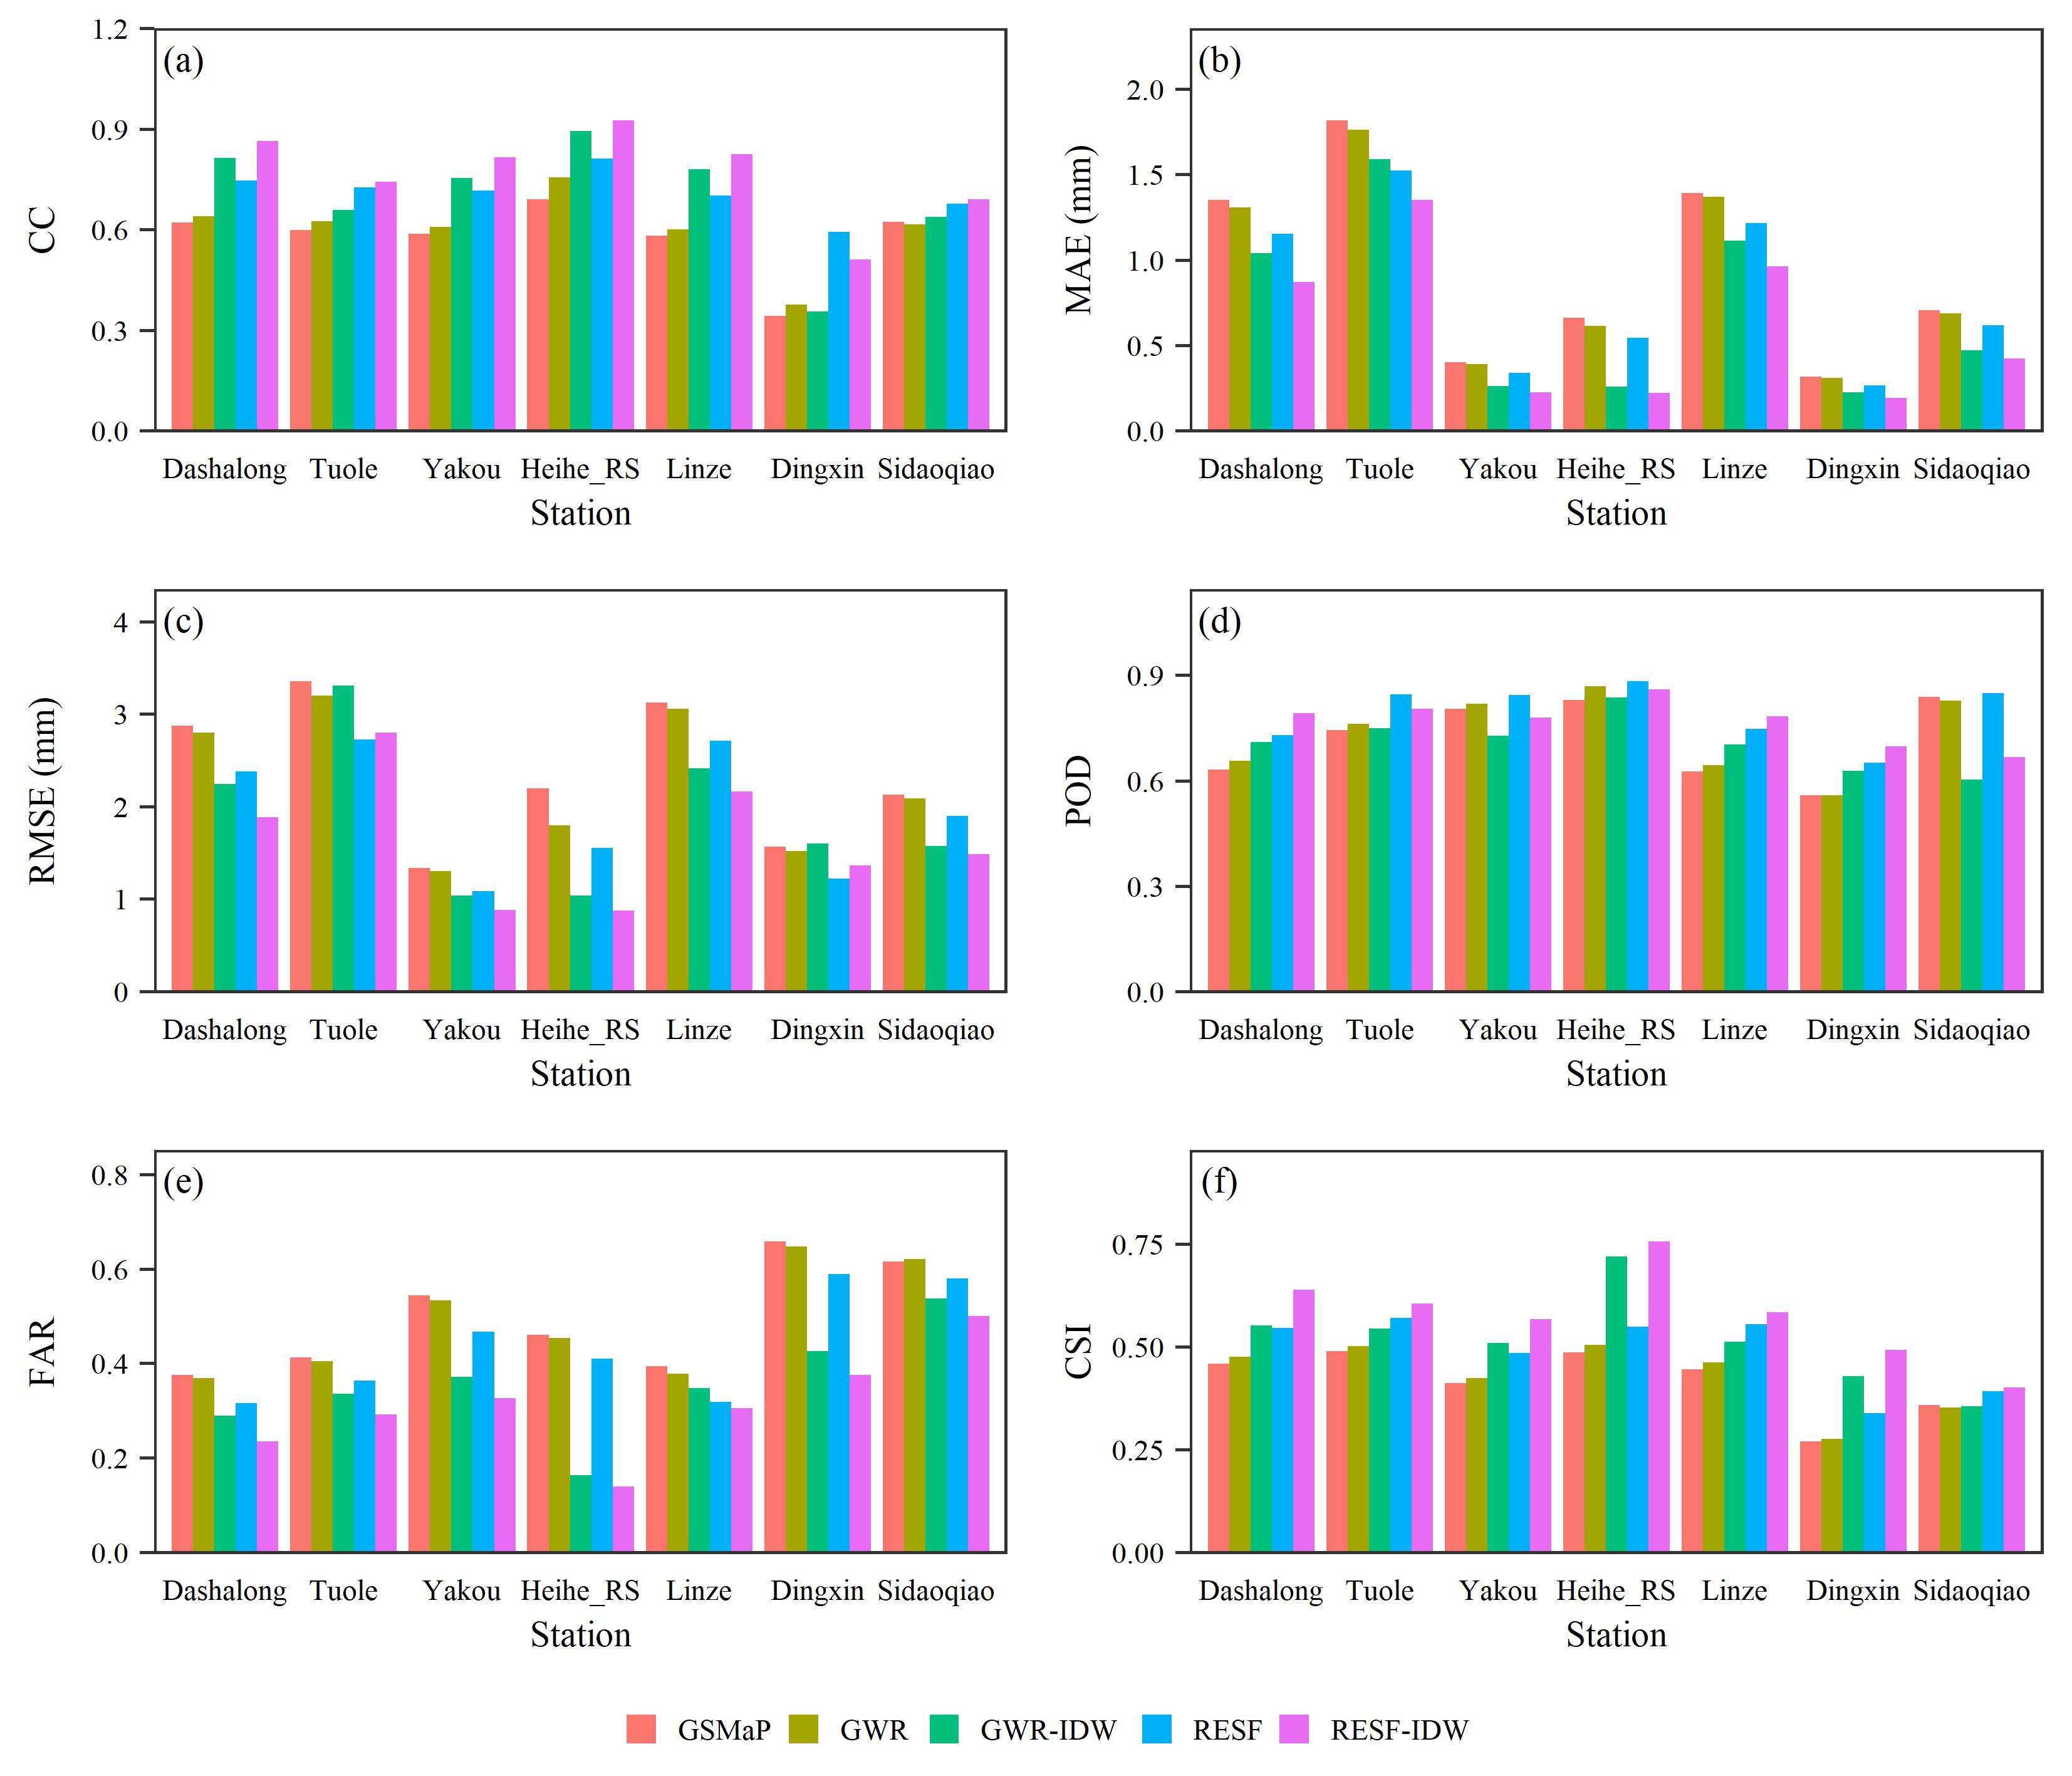 (a)
CC
1.2
0.9
0.6
0.3
0.0
Dashalong Tuole Yakou Heihe_RS Linze Dingxin Sidaoqiao
Station
(b)
MAE (mm)
2.0
1.5
1.0
0.5
0.0
Dashalong Tuole Yakou Heihe_RS Linze Dingxin Sidaoqiao
Station
(c)
RMSE (mm)
4
3
2
1
0
Dashalong Tuole Yakou Heihe_RS Linze Dingxin Sidaoqiao
Station
(d)
POD
0.9
0.6
0.3
0.0
Dashalong Tuole Yakou Heihe_RS Linze Dingxin Sidaoqiao
Station
(e)
FAR
0.8
0.6
0.4
0.2
0.0
Dashalong Tuole Yakou Heihe_RS Linze Dingxin Sidaoqiao
Station
(f)
CSI
0.75
0.50
0.25
0.00
Dashalong Tuole Yakou Heihe_RS Linze Dingxin Sidaoqiao
Station
GSMaP GWR GWR-IDW RESF RESF-IDW